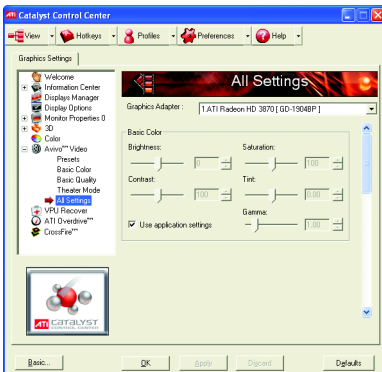 ATI Catalyst Control Center
View Hotkeys Profiles Preferences Help
Graphics Settings
Welcome
Information Center
Displays Manager
Display Options
Monitor Properties 0
3D
Color
Avivo™ Video
Presets
Basic Color
Basic Quality
Theater Mode
All Settings
VPU Recover
ATI Overdrive™
CrossFire™
ATI CATALYST
CONTROL CENTER
All Settings
Graphics Adapter :
1.ATI Radeon HD 3870 [ GD-1904BP ]
Basic Color
Brightness: Saturation:
0 100
Contrast: Tint:
100 0.00
Gamma:
Use application settings 1.00
Basic... OK Apply Discard Defaults